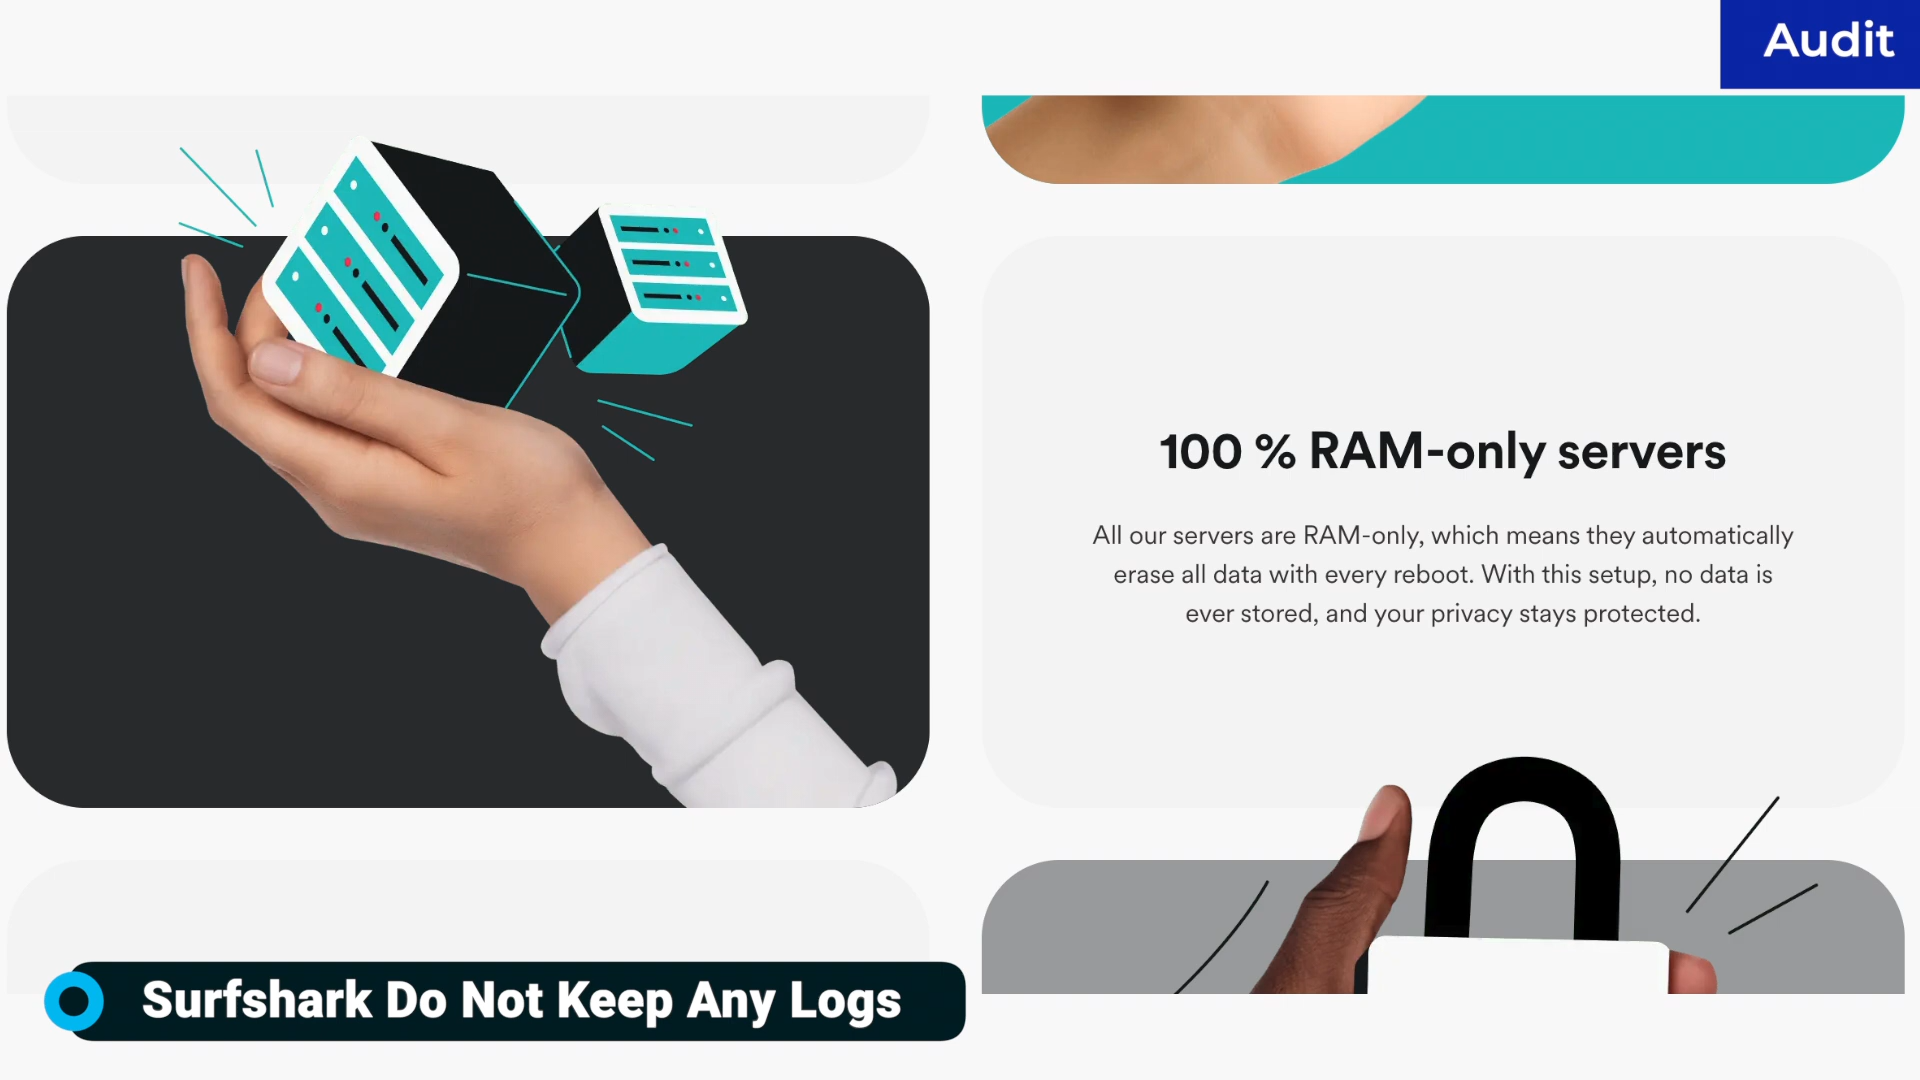 Audit
100 % RAM-only servers
All our servers are RAM-only, which means they automatically
erase all data with every reboot. With this setup, no data is
ever stored, and your privacy stays protected.
Surfshark Do Not Keep Any Logs